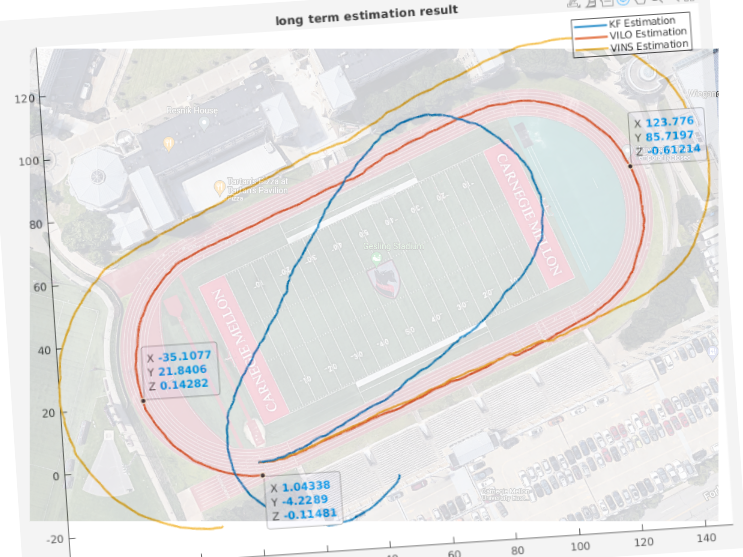 long term estimation result
KF Estimation
VILO Estimation
VINS Estimation
120
100
80
60
40
20
0
-20
X 123.776
Y 85.7197
Z -0.61214
CARNEGIE MELLON
Gesling Stadium
CARNEGIE MELLON
X -35.1077
Y 21.8406
Z 0.14282
X 1.04338
Y -4.2289
Z -0.11481
40
60
80
100
120
140